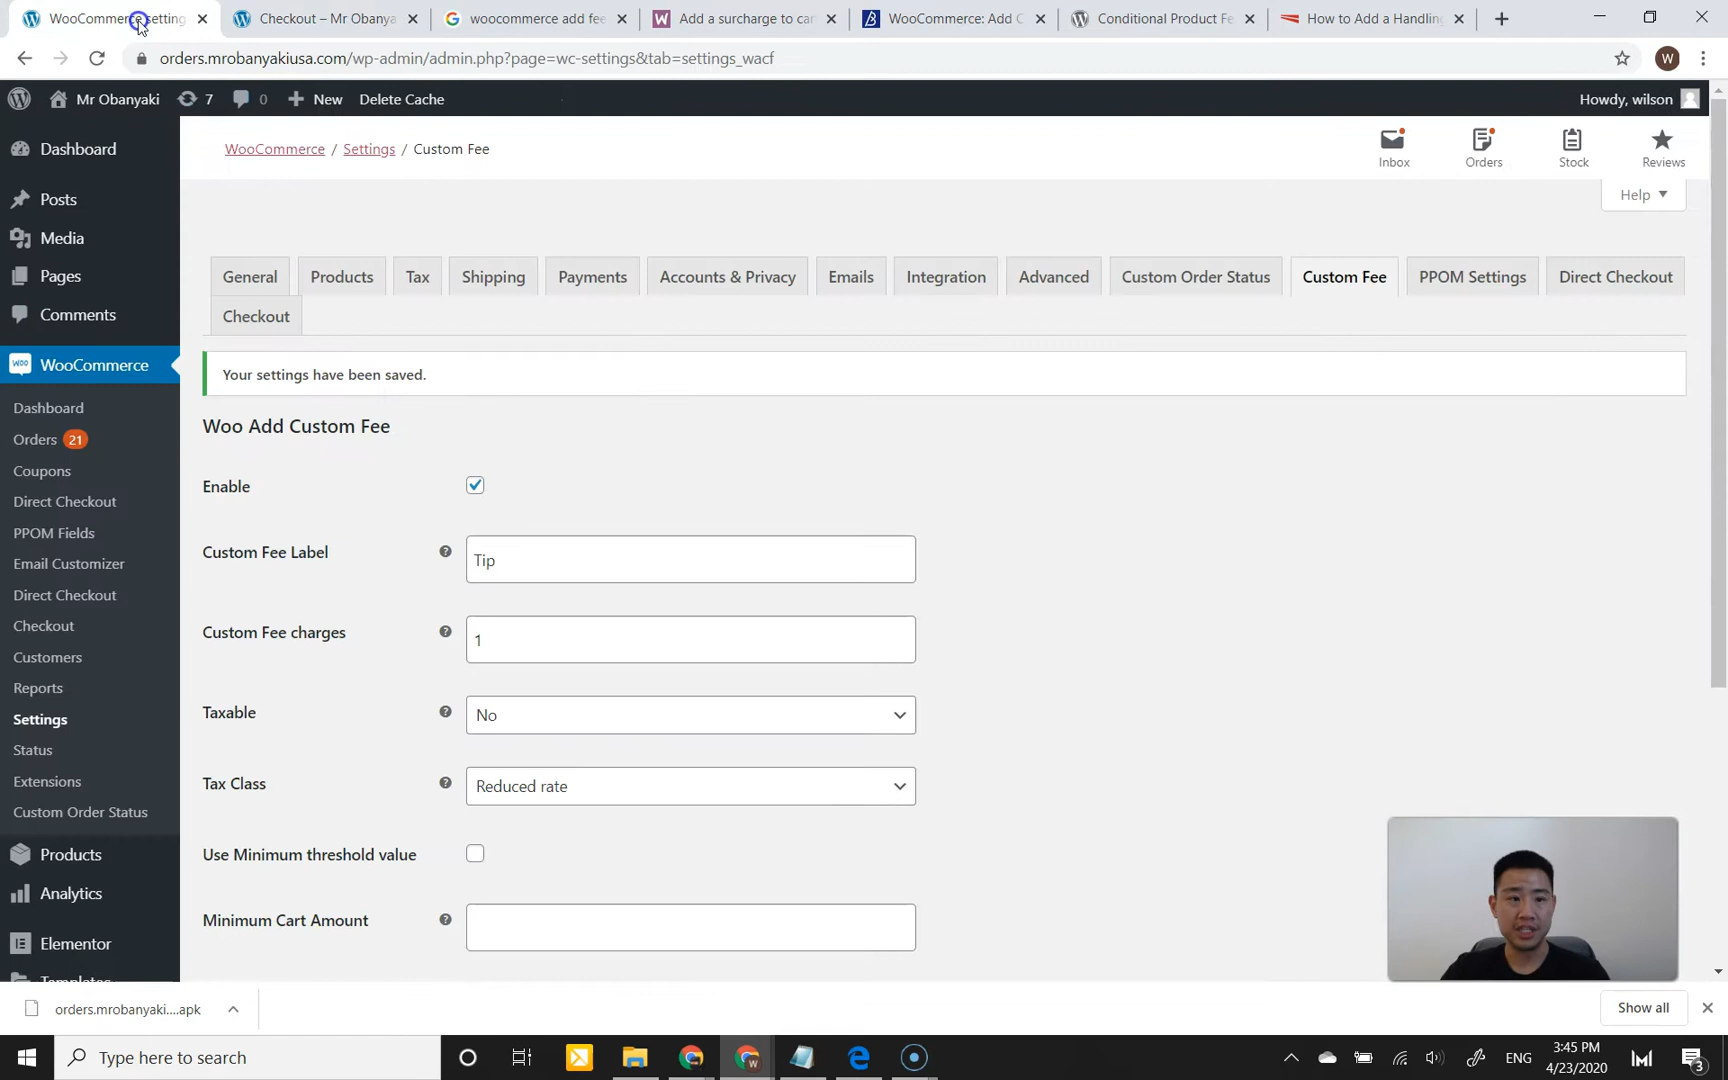 WooCommerce settin
Checkout – Mr Obanya
woocommerce add fee
Add a surcharge to ca
WooCommerce: Add C
Conditional Product Fe
How to Add a Handlin
orders.mrobanyakiusa.com/wp-admin/admin.php?page=wc-settings&tab=settings_wacf
W
Mr Obanyaki
7
0
New
Delete Cache
Howdy, wilson
Dashboard
Posts
Media
Pages
Comments
WooCommerce
Dashboard
Orders 21
Coupons
Direct Checkout
PPOM Fields
Email Customizer
Direct Checkout
Checkout
Customers
Reports
Settings
Status
Extensions
Custom Order Status
Products
Analytics
Elementor
Templates
WooCommerce / Settings / Custom Fee
Inbox
Orders
Stock
Reviews
Help
General
Products
Tax
Shipping
Payments
Accounts & Privacy
Emails
Integration
Advanced
Custom Order Status
Custom Fee
PPOM Settings
Direct Checkout
Checkout
Your settings have been saved.
Woo Add Custom Fee
Enable
Custom Fee Label
Tip
Custom Fee charges
1
Taxable
No
Tax Class
Reduced rate
Use Minimum threshold value
Minimum Cart Amount
orders.mrobanyaki....apk
Show all
Type here to search
ENG
3:45 PM
4/23/2020
3